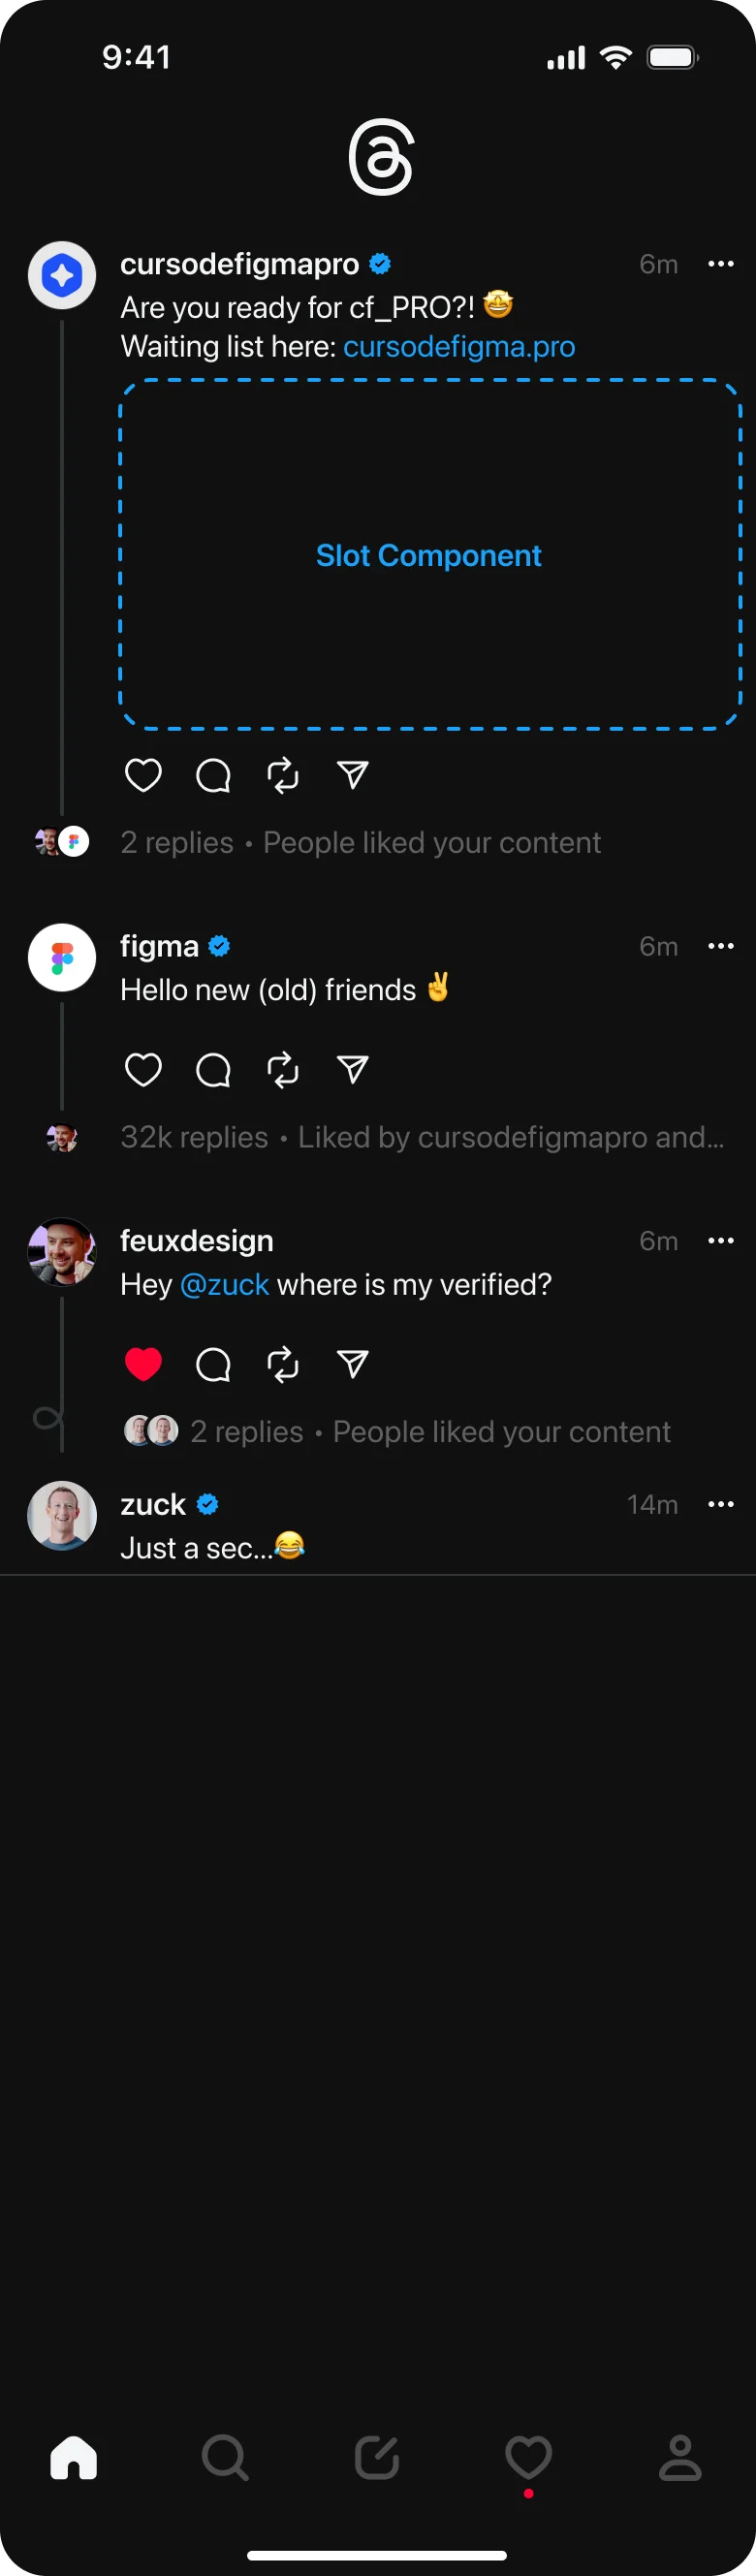 9:41
cursodefigmapro 6m
Are you ready for cf_PRO?! 🤩
Waiting list here: cursodefigma.pro
Slot Component
2 replies • People liked your content
figma 6m
Hello new (old) friends ✌️
32k replies • Liked by cursodefigmapro and...
feuxdesign 6m
Hey @zuck where is my verified?
2 replies • People liked your content
zuck 14m
Just a sec...😂